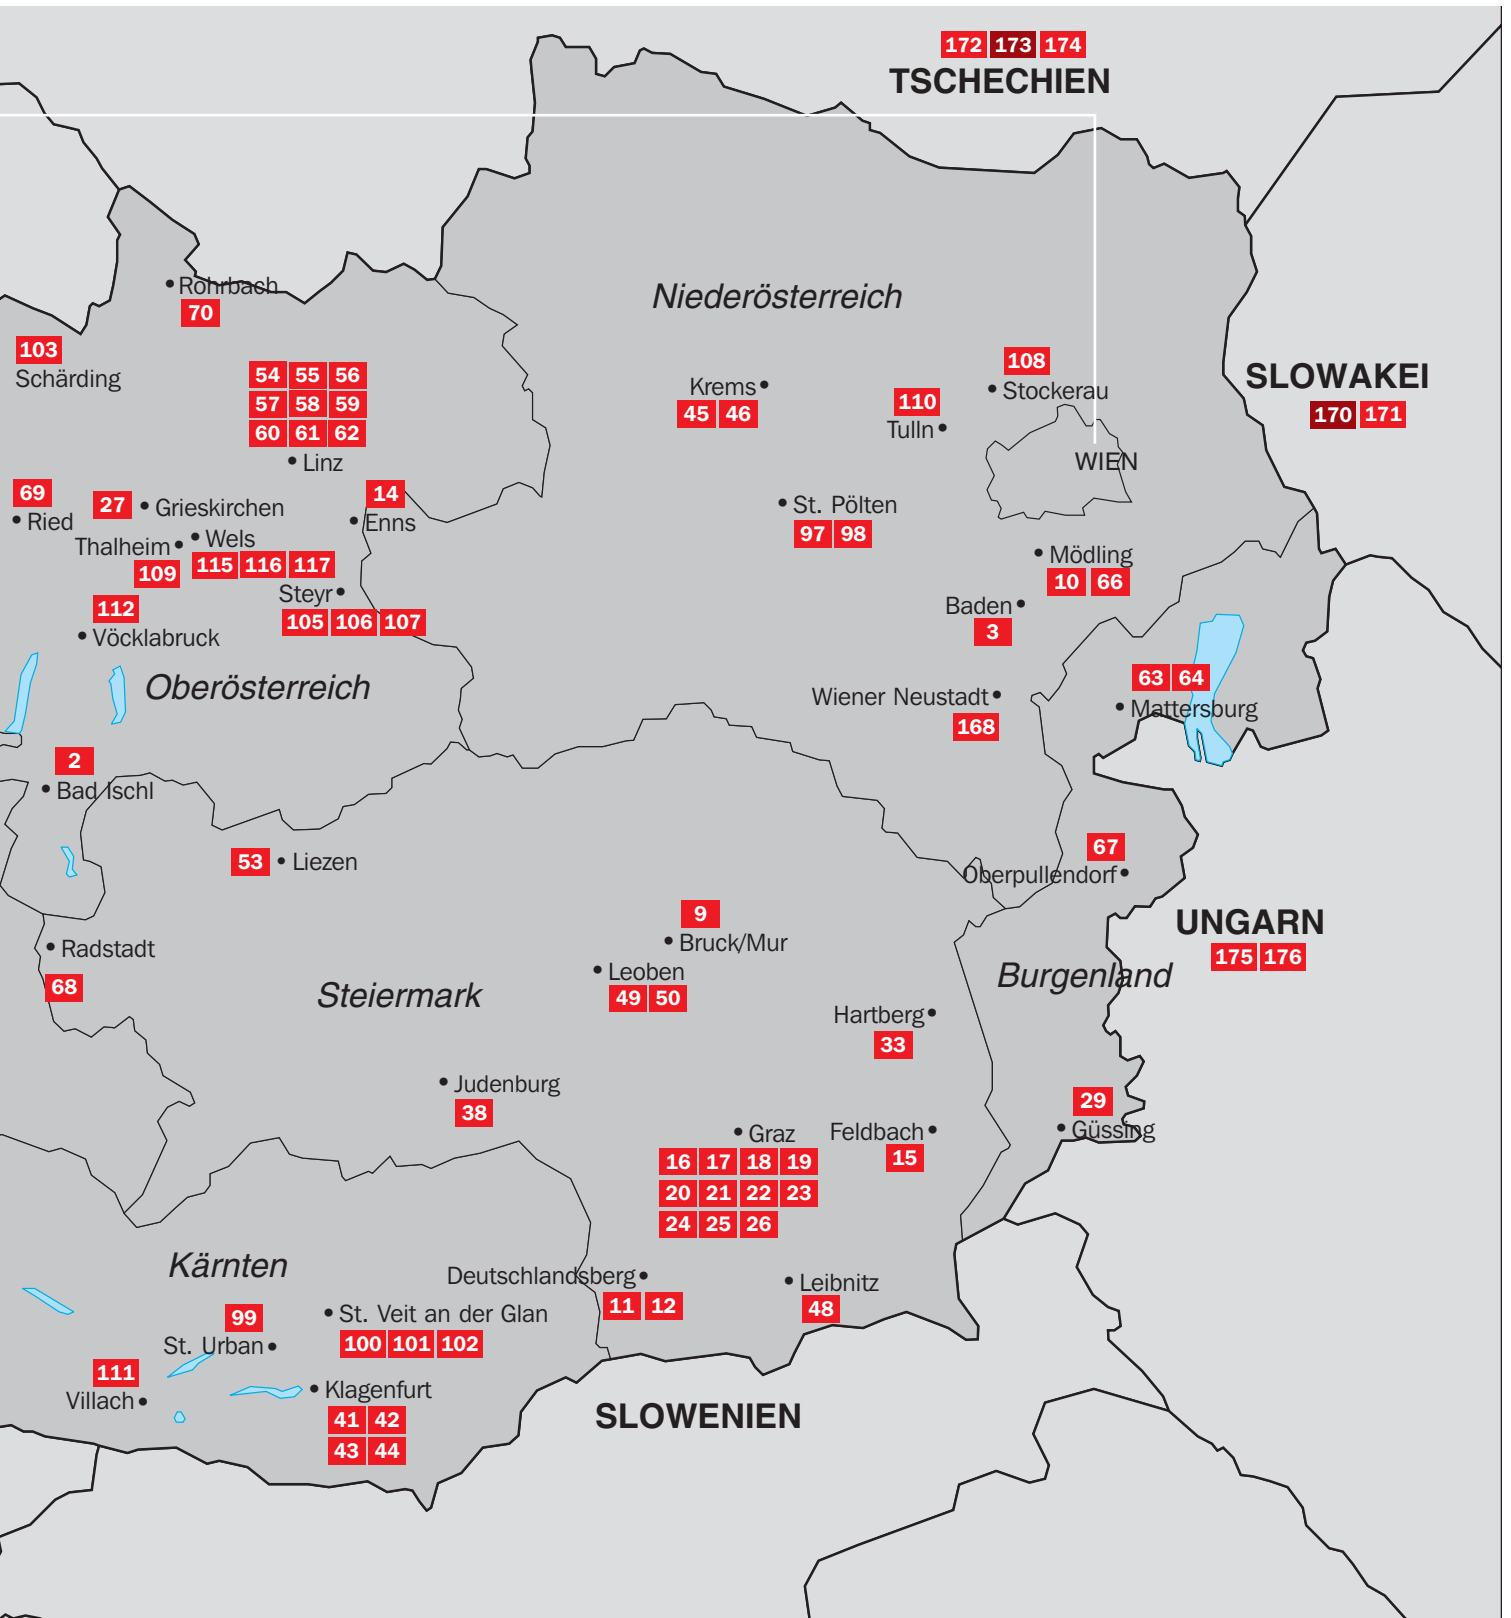 172 173 174
TSCHECHIEN
Rohrbach
70
Niederösterreich
103
Schärding
54 55 56
57 58 59
60 61 62
Linz
Krems
45 46
108
Stockerau
110
Tulln
WIEN
SLOWAKEI
170 171
69
Ried
27
Grieskirchen
14
Enns
Thalheim
109
Wels
115 116 117
St. Pölten
97 98
Mödling
10 66
Steyr
105 106 107
112
Vöcklabruck
Baden
3
Oberösterreich
Wiener Neustadt
168
63 64
Mattersburg
2
Bad Ischl
53
Liezen
67
Oberpullendorf
9
Bruck/Mur
UNGARN
175 176
Radstadt
68
Leoben
49 50
Steiermark
Burgenland
Hartberg
33
Judenburg
38
29
Güssing
Graz
16 17 18 19
20 21 22 23
24 25 26
Feldbach
15
Kärnten
Deutschlandsberg
11 12
Leibnitz
48
99
St. Urban
St. Veit an der Glan
100 101 102
111
Villach
Klagenfurt
41 42
43 44
SLOWENIEN